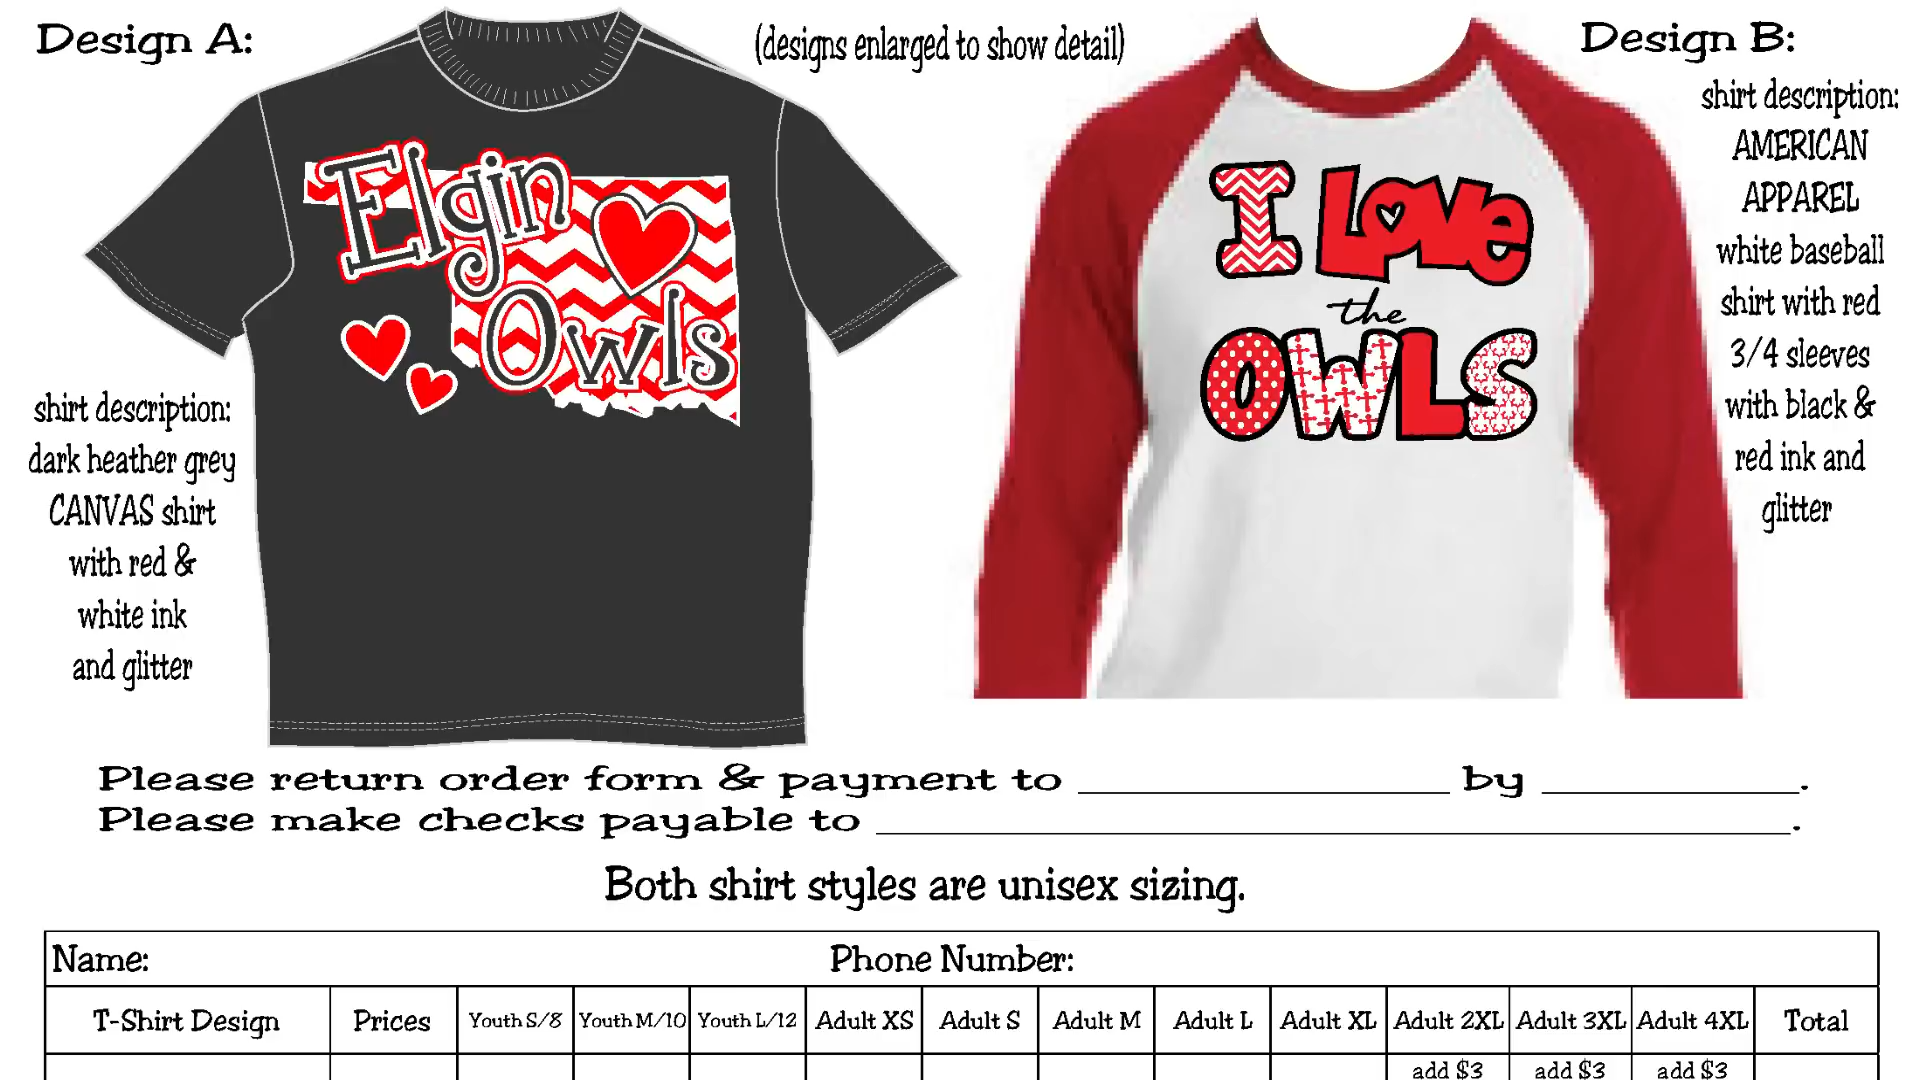 Design A:
(designs enlarged to show detail)
Design B:
Elgin
Owls
shirt description:
dark heather grey
CANVAS shirt
with red &
white ink
and glitter
I Love
the
OWLS
shirt description:
AMERICAN
APPAREL
white baseball
shirt with red
3/4 sleeves
with black &
red ink and
glitter
Please return order form & payment to ____________ by ________.
Please make checks payable to ______________________________.
Both shirt styles are unisex sizing.
Name: Phone Number:
T-Shirt Design Prices Youth S/8 Youth M/10 Youth L/12 Adult XS Adult S Adult M Adult L Adult XL Adult 2XL Adult 3XL Adult 4XL Total
add $3 add $3 add $3